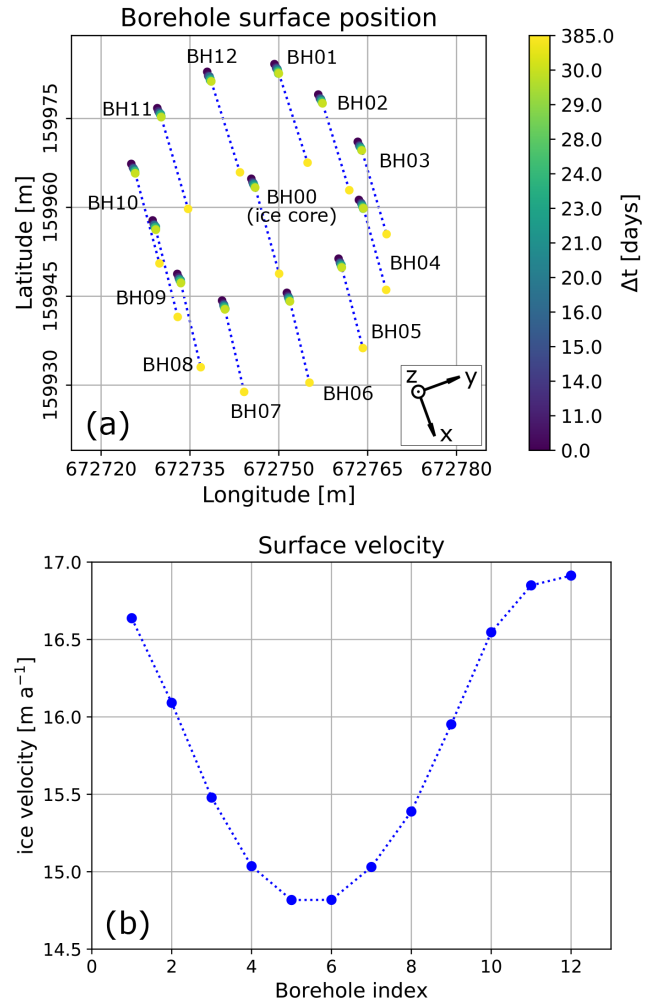 Borehole surface position
BH12
BH01
BH02
BH11
BH03
BH00
(ice core)
BH10
BH04
BH09
BH05
BH08
BH06
BH07
(a)
z
y
x
159975
159960
159945
159930
Latitude [m]
672720
672735
672750
672765
672780
Longitude [m]
385.0
30.0
29.0
28.0
24.0
23.0
22.0
21.0
20.0
16.0
15.0
14.0
11.0
0.0
Δt [days]
Surface velocity
17.0
16.5
16.0
15.5
15.0
14.5
ice velocity [m a⁻¹]
(b)
0
2
4
6
8
10
12
Borehole index